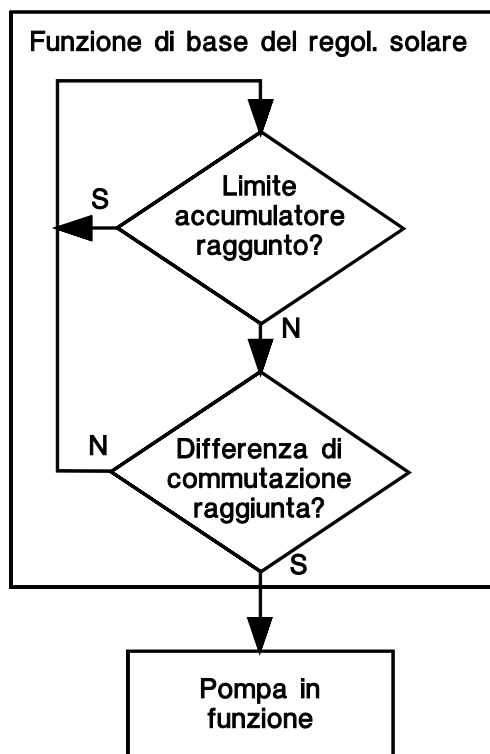 Funzione di base del regol. solare
Limite
accumulatore
raggunto?
S
N
Differenza di
commutazione
raggiunta?
N
S
Pompa in
funzione